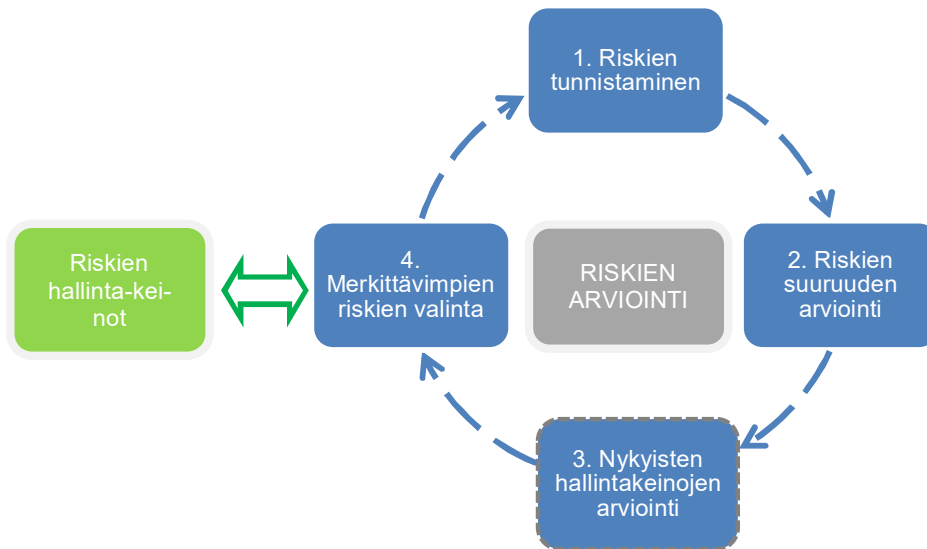 1. Riskien
tunnistaminen
Riskien
hallinta-kei-
not
4.
Merkittävimpien
riskien valinta
RISKIEN
ARVIOINTI
2. Riskien
suuruuden
arviointi
3. Nykyisten
hallintakeinojen
arviointi